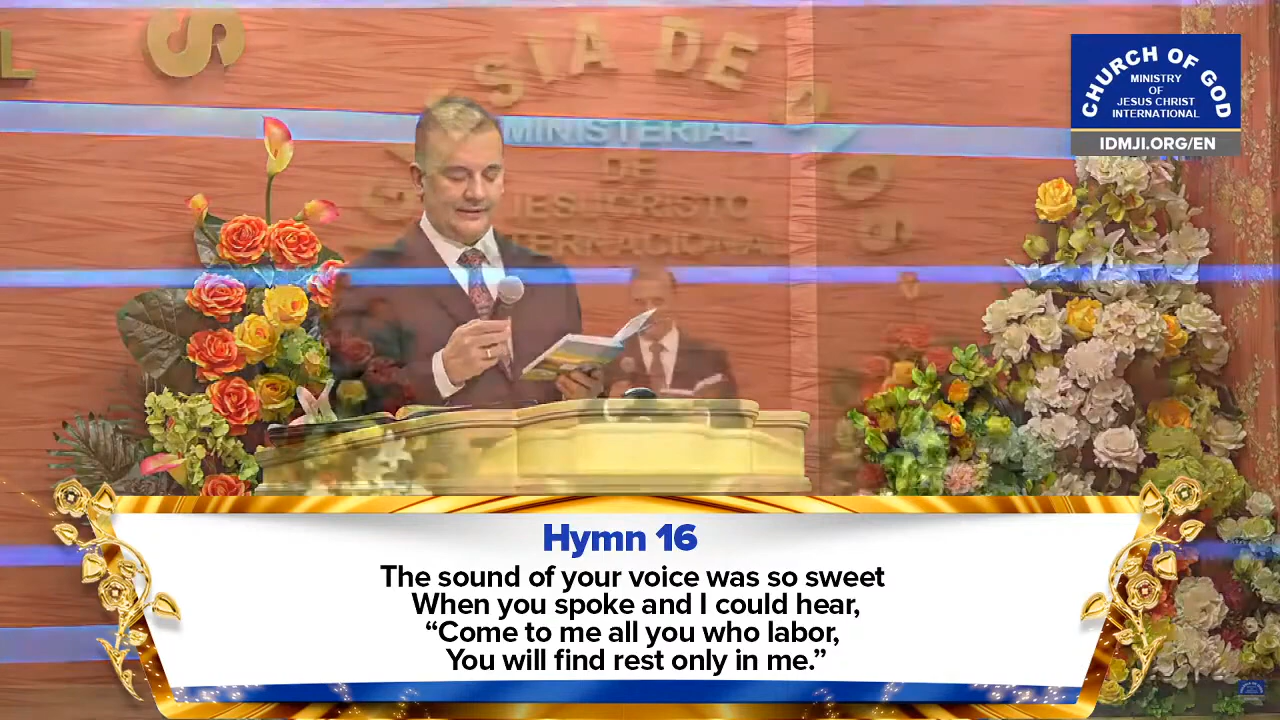 SIA DE
MINISTERIAL
DE
JESUCRISTO
CHURCH OF GOD
MINISTRY
OF
JESUS CHRIST
INTERNATIONAL
IDMJI.ORG/EN
Hymn 16
The sound of your voice was so sweet
When you spoke and I could hear,
“Come to me all you who labor,
You will find rest only in me.”